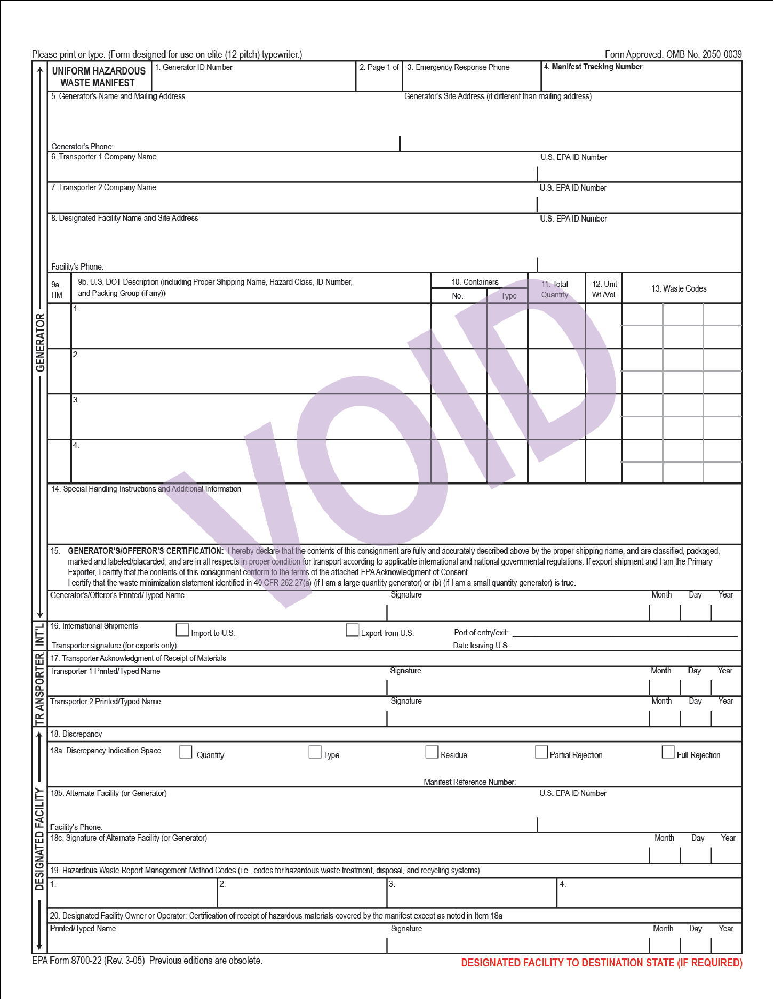 Please print or type. (Form designed for use on elite (12-pitch) typewriter.)
Form Approved. OMB No. 2050-0039
UNIFORM HAZARDOUS
WASTE MANIFEST
1. Generator ID Number
2. Page 1 of
3. Emergency Response Phone
4. Manifest Tracking Number
5. Generator's Name and Mailing Address
Generator's Site Address (if different than mailing address)
Generator's Phone:
6. Transporter 1 Company Name
U.S. EPA ID Number
7. Transporter 2 Company Name
U.S. EPA ID Number
8. Designated Facility Name and Site Address
U.S. EPA ID Number
Facility's Phone:
9a.
HM
9b. U.S. DOT Description (including Proper Shipping Name, Hazard Class, ID Number,
and Packing Group (if any))
10. Containers
No.
Type
11. Total
Quantity
12. Unit
Wt./Vol.
13. Waste Codes
1.
2.
3.
4.
GENERATOR
VOID
14. Special Handling Instructions and Additional Information
15. GENERATOR'S/OFFEROR'S CERTIFICATION: I hereby declare that the contents of this consignment are fully and accurately described above by the proper shipping name, and are classified, packaged,
marked and labeled/placarded, and are in all respects in proper condition for transport according to applicable international and national governmental regulations. If export shipment and I am the Primary
Exporter, I certify that the contents of this consignment conform to the terms of the attached EPA Acknowledgment of Consent.
I certify that the waste minimization statement identified in 40 CFR 262.27(a) (if I am a large quantity generator) or (b) (if I am a small quantity generator) is true.
Generator's/Offeror's Printed/Typed Name
Signature
Month Day Year
INT'L
16. International Shipments
Import to U.S.
Export from U.S.
Port of entry/exit:
Transporter signature (for exports only):
Date leaving U.S.:
TR ANSPORTER
17. Transporter Acknowledgment of Receipt of Materials
Transporter 1 Printed/Typed Name
Signature
Month Day Year
Transporter 2 Printed/Typed Name
Signature
Month Day Year
DESIGNATED FACILITY
18. Discrepancy
18a. Discrepancy Indication Space
Quantity
Type
Residue
Partial Rejection
Full Rejection
Manifest Reference Number:
18b. Alternate Facility (or Generator)
U.S. EPA ID Number
Facility's Phone:
18c. Signature of Alternate Facility (or Generator)
Month Day Year
19. Hazardous Waste Report Management Method Codes (i.e., codes for hazardous waste treatment, disposal, and recycling systems)
1.
2.
3.
4.
20. Designated Facility Owner or Operator: Certification of receipt of hazardous materials covered by the manifest except as noted in Item 18a
Printed/Typed Name
Signature
Month Day Year
EPA Form 8700-22 (Rev. 3-05) Previous editions are obsolete.
DESIGNATED FACILITY TO DESTINATION STATE (IF REQUIRED)